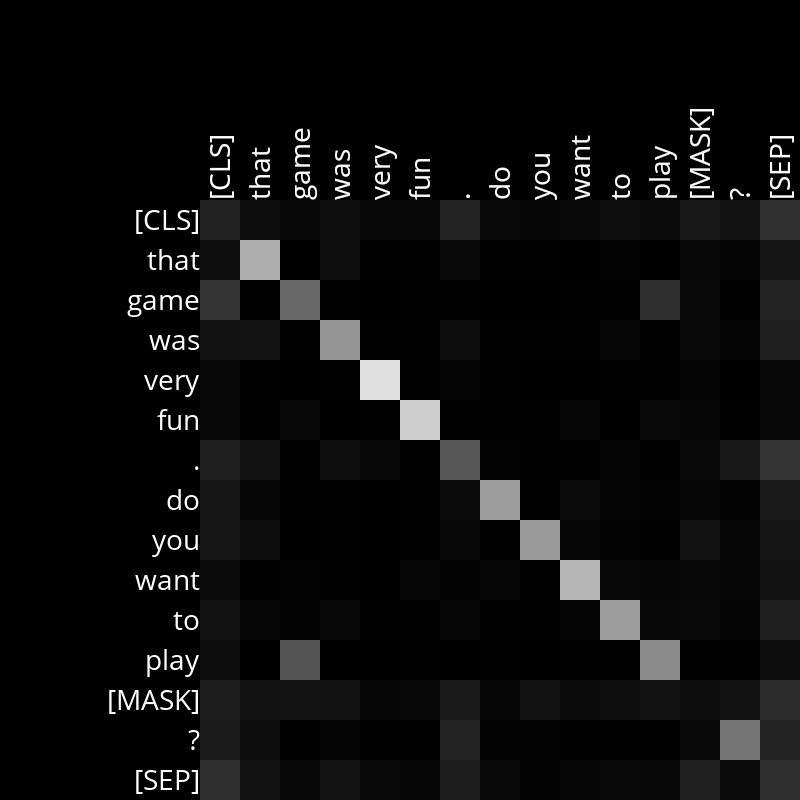 [CLS] that game was very fun . do you want to play [MASK] ? [SEP]
[CLS]
that
game
was
very
fun
.
do
you
want
to
play
[MASK]
?
[SEP]